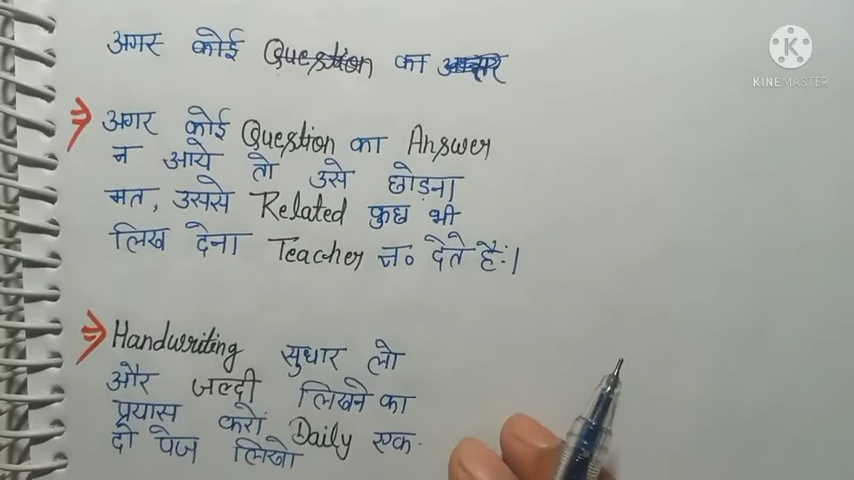 अगर कोई Question का
K
KINEMASTER
⇒ अगर कोई Question का Answer
न आये तो उसे छोड़ना
मत, उससे Related कुछ भी
लिख देना Teacher न० देते हैं।
⇒ Handwriting सुधार लो
और जल्दी लिखने का
प्रयास करो Daily एक
दो पेज लिखो